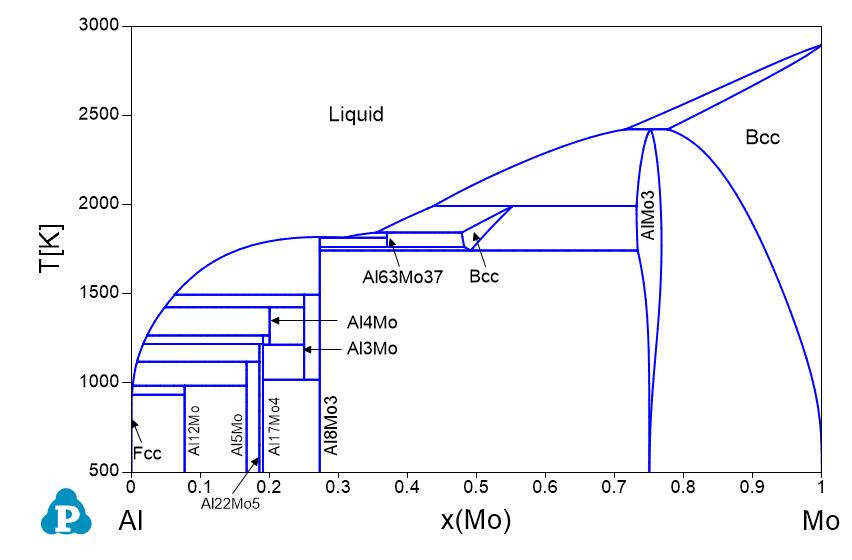 3000
2500
2000
1500
1000
500
T[K]
Liquid
Bcc
AlMo3
Al63Mo37
Bcc
Al4Mo
Al3Mo
Fcc
Al12Mo
Al5Mo
Al17Mo4
Al8Mo3
Al22Mo5
0
0.1
0.2
0.3
0.4
0.5
0.6
0.7
0.8
0.9
1
P
Al
x(Mo)
Mo